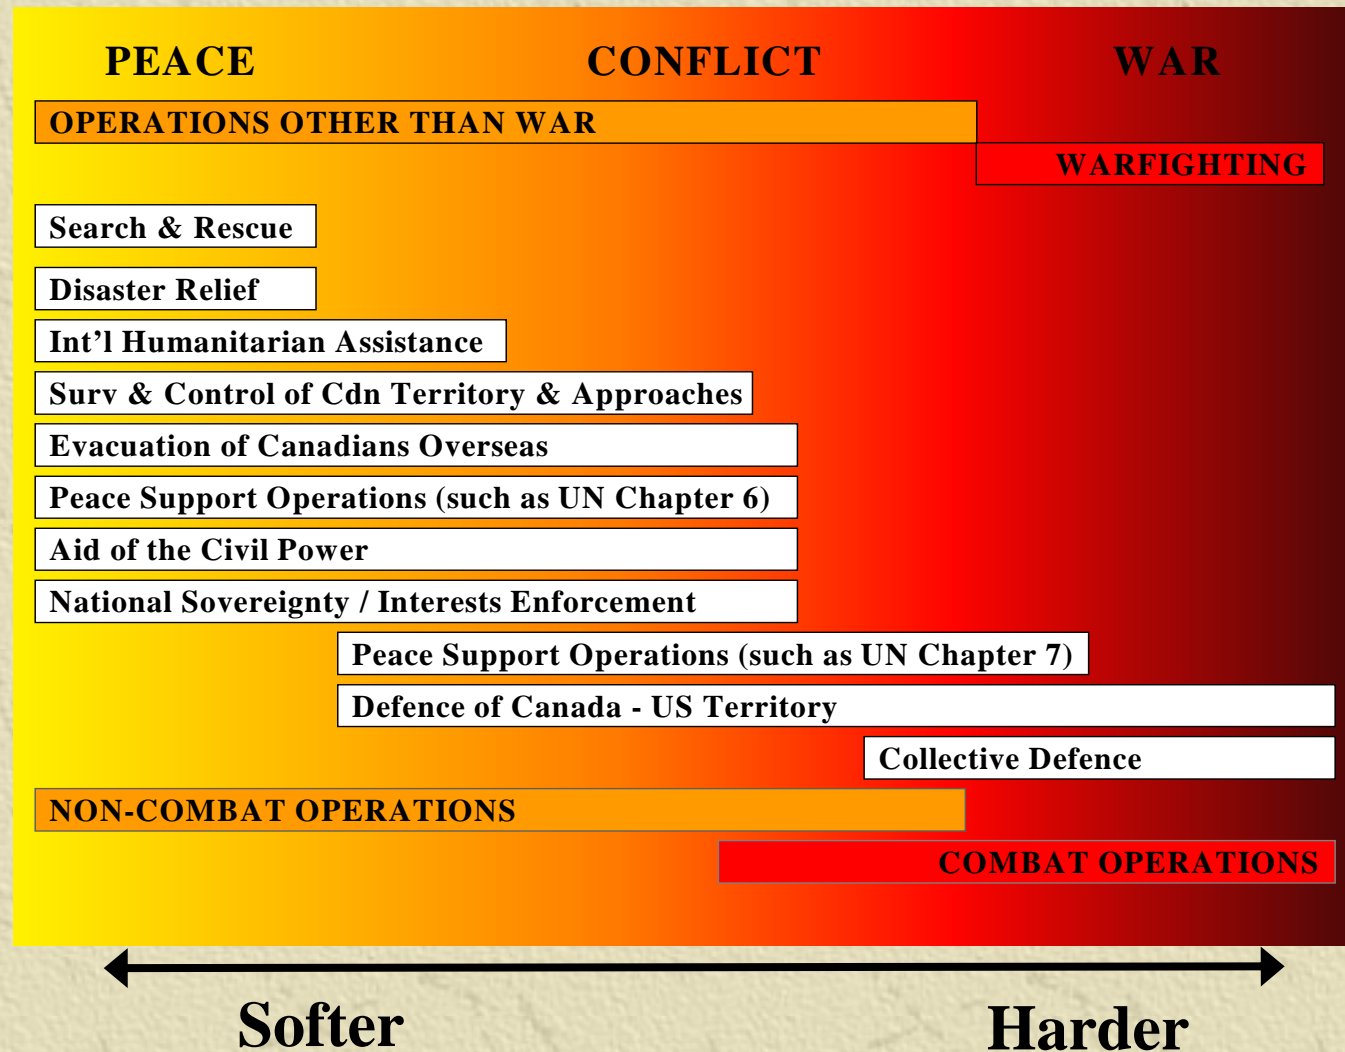 PEACE CONFLICT WAR
OPERATIONS OTHER THAN WAR
WARFIGHTING
Search & Rescue
Disaster Relief
Int’l Humanitarian Assistance
Surv & Control of Cdn Territory & Approaches
Evacuation of Canadians Overseas
Peace Support Operations (such as UN Chapter 6)
Aid of the Civil Power
National Sovereignty / Interests Enforcement
Peace Support Operations (such as UN Chapter 7)
Defence of Canada - US Territory
Collective Defence
NON-COMBAT OPERATIONS
COMBAT OPERATIONS
Softer Harder